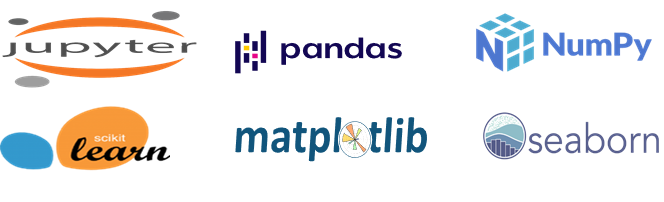 jupyter
pandas
NumPy
scikit
learn
matplotlib
seaborn